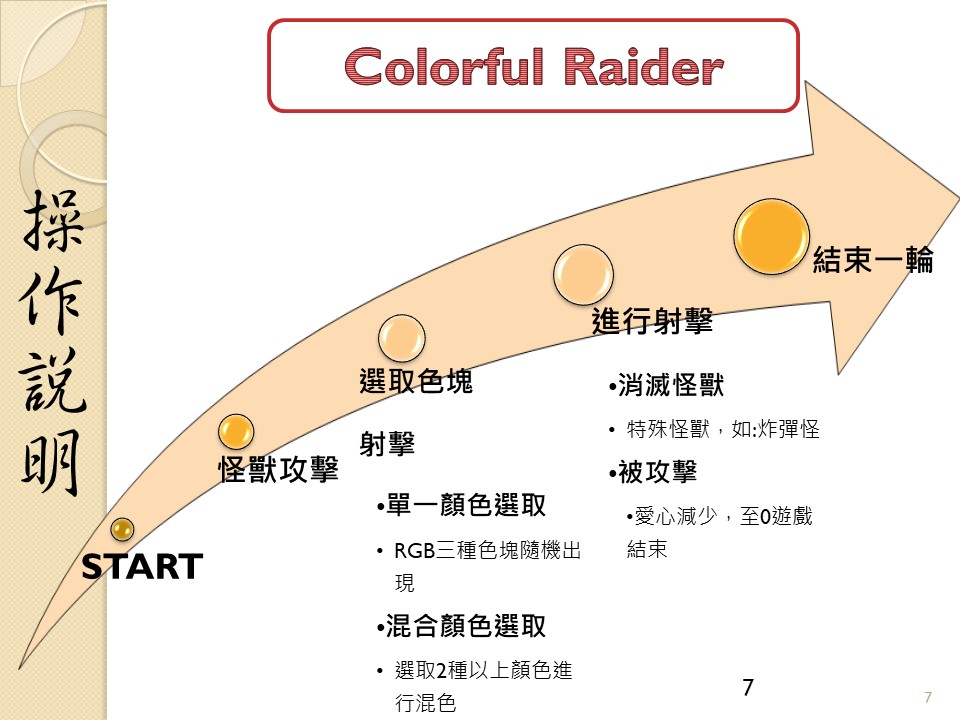 Colorful Raider
操作説明
START
怪獸攻擊
選取色塊
射擊
•單一顏色選取
• RGB三種色塊隨機出
現
•混合顏色選取
• 選取2種以上顏色進
行混色
進行射擊
•消滅怪獸
• 特殊怪獸，如:炸彈怪
•被攻擊
•愛心減少，至0遊戲
結束
結束一輪
7
7